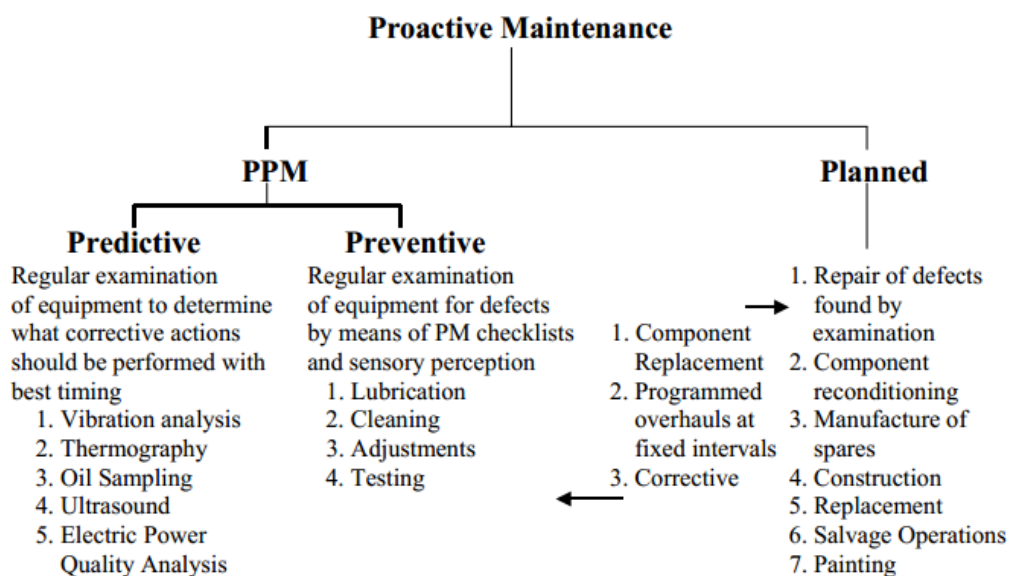 Proactive Maintenance
PPM
Planned
Predictive
Regular examination
of equipment to determine
what corrective actions
should be performed with
best timing
1. Vibration analysis
2. Thermography
3. Oil Sampling
4. Ultrasound
5. Electric Power
Quality Analysis
Preventive
Regular examination
of equipment for defects
by means of PM checklists
and sensory perception
1. Lubrication
2. Cleaning
3. Adjustments
4. Testing
1. Component
Replacement
2. Programmed
overhauls at
fixed intervals
3. Corrective
1. Repair of defects
found by
examination
2. Component
reconditioning
3. Manufacture of
spares
4. Construction
5. Replacement
6. Salvage Operations
7. Painting